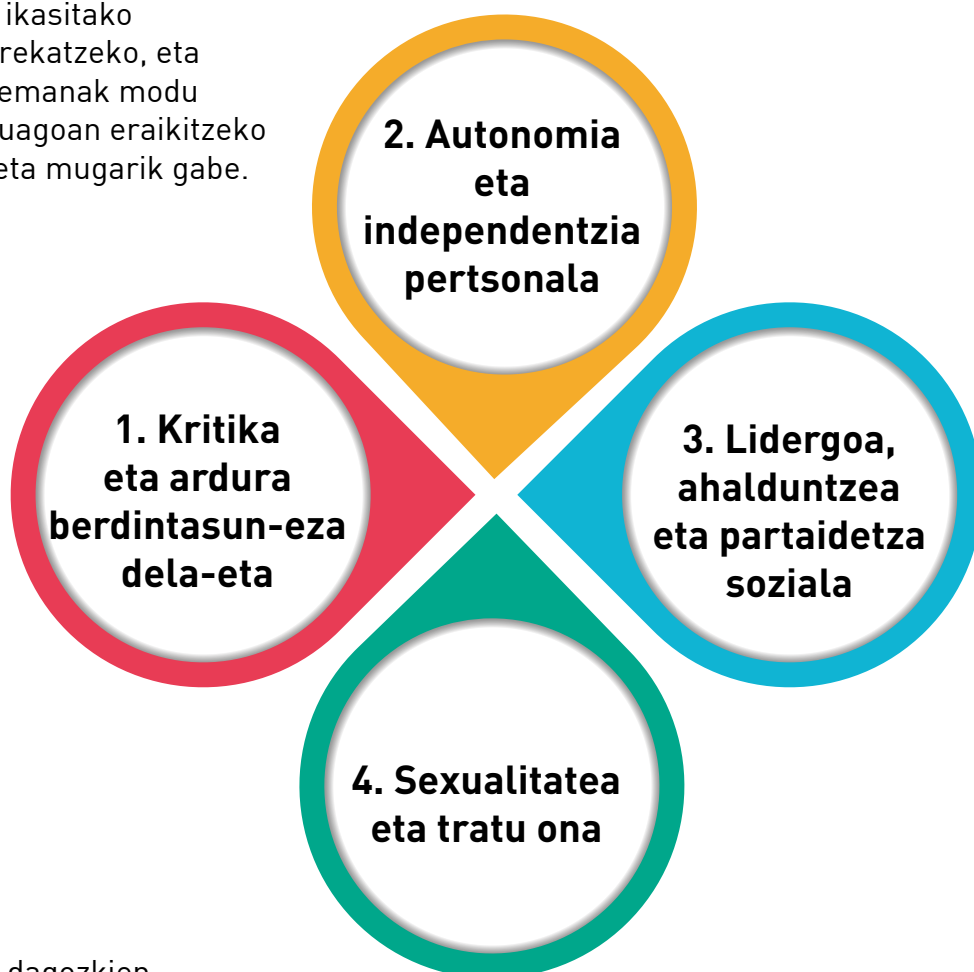 ikasitako
rekatzeko, eta
emanak modu
uagoan eraikitzeko
eta mugarik gabe.
2. Autonomia
eta
independentzia
pertsonala
1. Kritika
eta ardura
berdintasun-eza
dela-eta
3. Lidergoa,
ahalduntzea
eta partaidetza
soziala
4. Sexualitatea
eta tratu ona
dagozkien